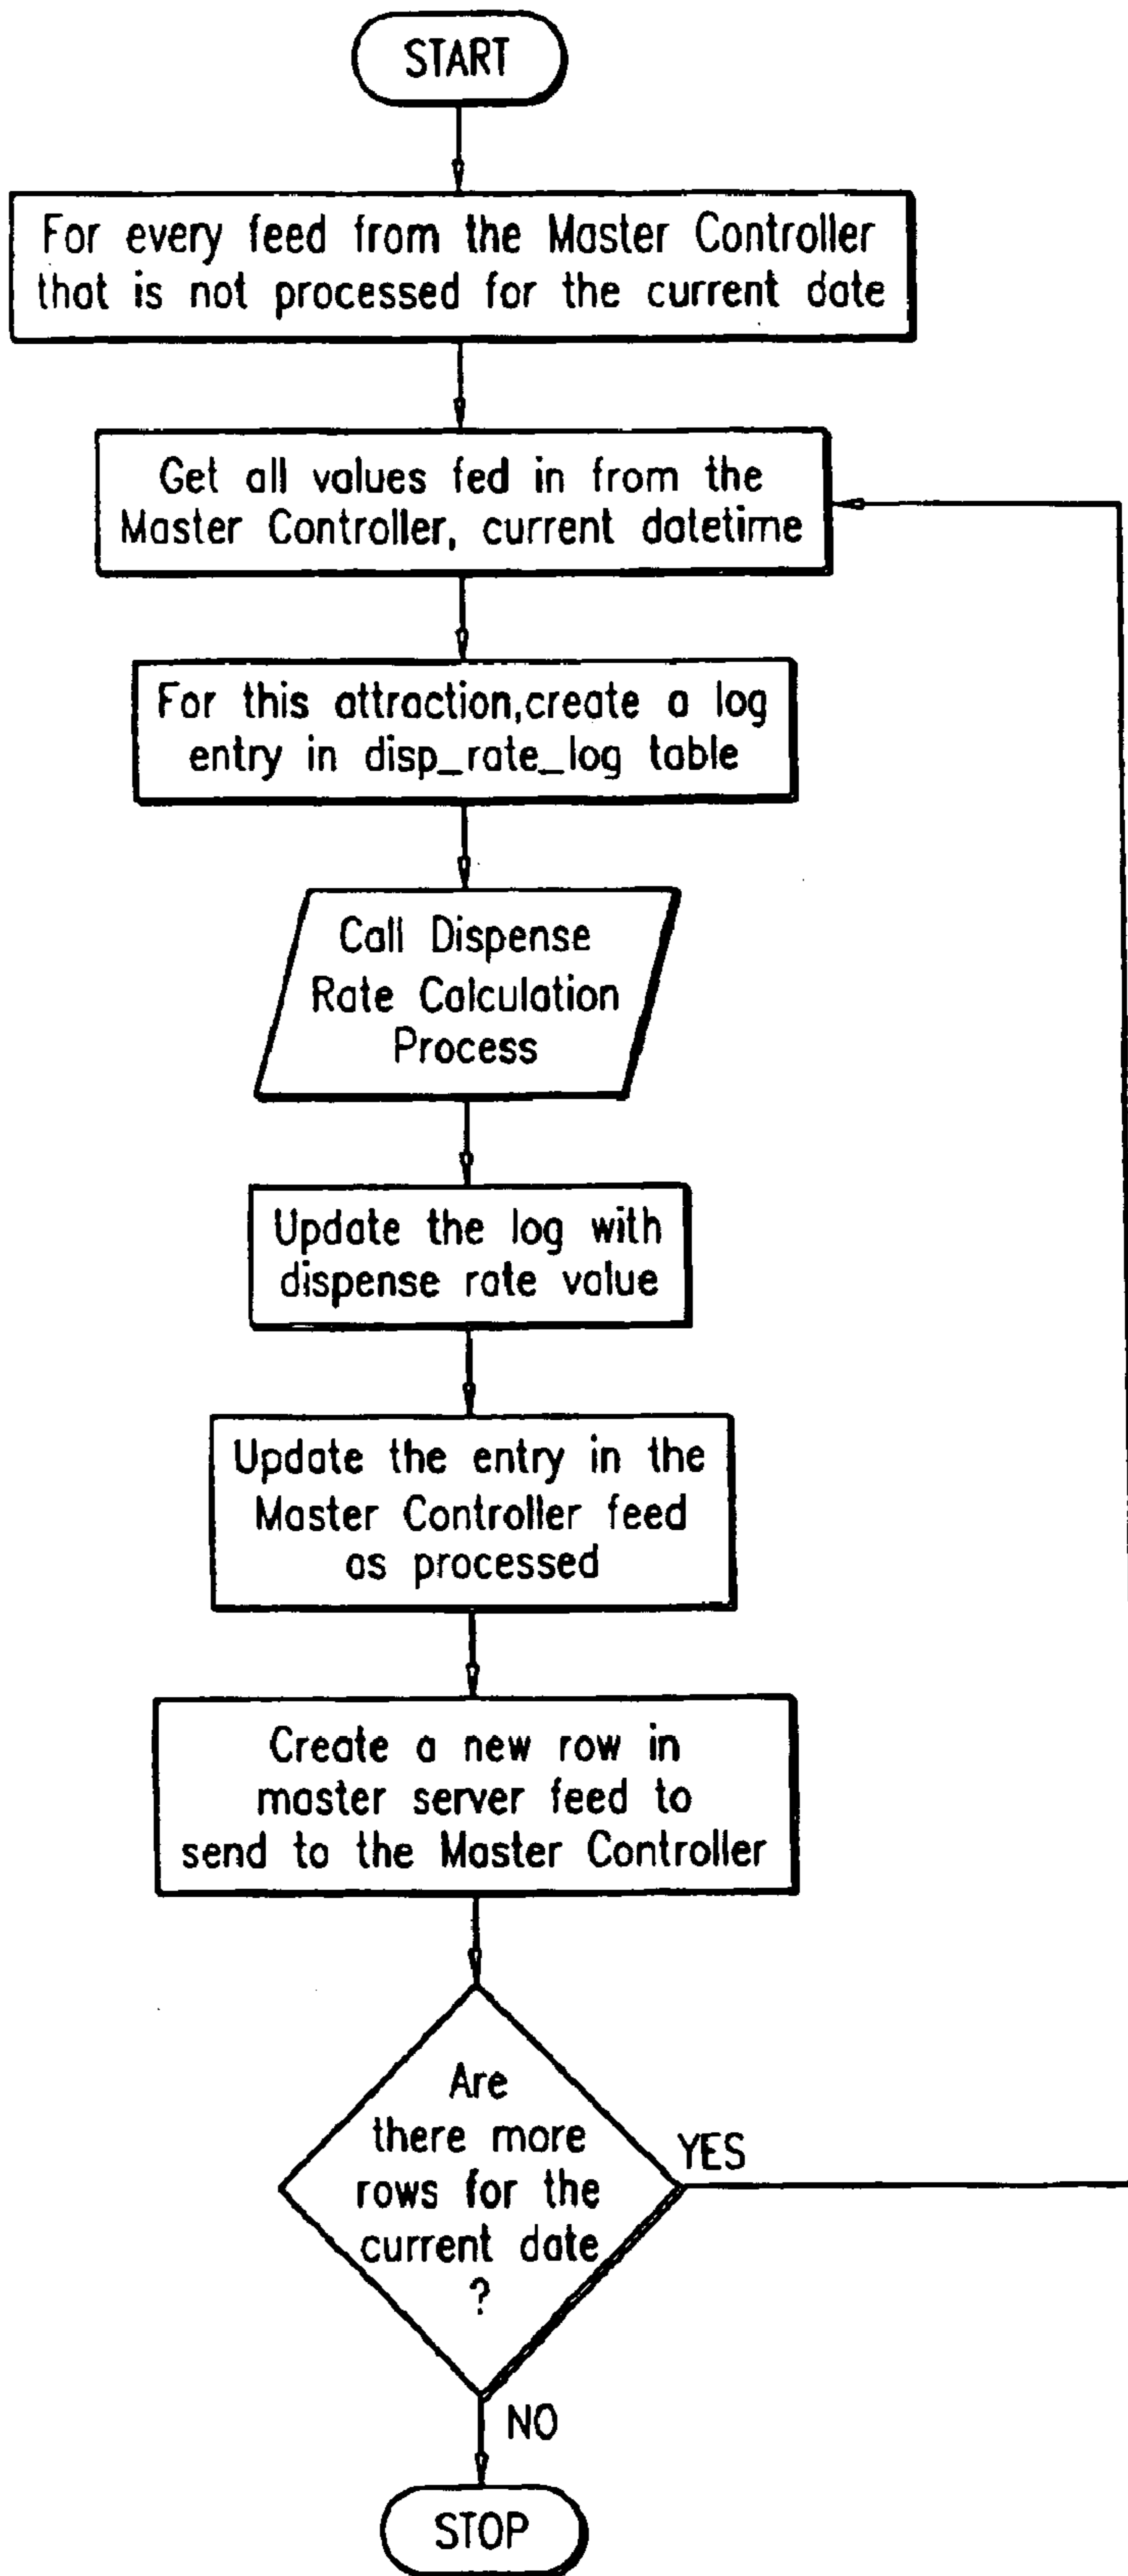 START
For every feed from the Master Controller
that is not processed for the current date
Get all values fed in from the
Master Controller, current datetime
For this attraction,create a log
entry in disp_rate_log table
Call Dispense
Rate Calculation
Process
Update the log with
dispense rate value
Update the entry in the
Master Controller feed
as processed
Create a new row in
master server feed to
send to the Master Controller
Are
there more
rows for the
current date
?
YES
NO
STOP